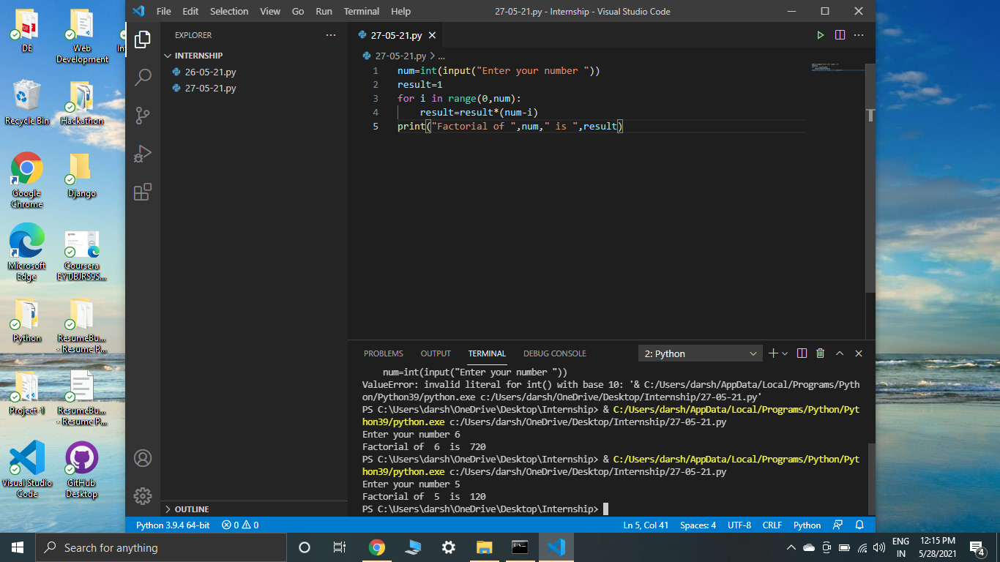 File Edit Selection View Go Run Terminal Help
27-05-21.py - Internship - Visual Studio Code
DE
Web
Development
Int
Recycle Bin
Hackathon
Google
Chrome
Django
Microsoft
Edge
Coursera
EYTJBJRS9S...
Python
ResumeBu...
- Resume P...
Project-1
ResumeBu...
- Resume P...
Visual Studio
Code
GitHub
Desktop
EXPLORER
INTERNSHIP
26-05-21.py
27-05-21.py
OUTLINE
27-05-21.py
27-05-21.py > ...
1 num=int(input("Enter your number "))
2 result=1
3 for i in range(0,num):
4     result=result*(num-i)
5 print("Factorial of ",num," is ",result)
PROBLEMS OUTPUT TERMINAL DEBUG CONSOLE 2: Python
    num=int(input("Enter your number "))
ValueError: invalid literal for int() with base 10: '& C:/Users/darsh/AppData/Local/Programs/Pyth
on/Python39/python.exe c:/Users/darsh/OneDrive/Desktop/Internship/27-05-21.py'
PS C:\Users\darsh\OneDrive\Desktop\Internship> & C:/Users/darsh/AppData/Local/Programs/Python/Pyt
hon39/python.exe c:/Users/darsh/OneDrive/Desktop/Internship/27-05-21.py
Enter your number 6
Factorial of  6  is  720
PS C:\Users\darsh\OneDrive\Desktop\Internship> & C:/Users/darsh/AppData/Local/Programs/Python/Pyt
hon39/python.exe c:/Users/darsh/OneDrive/Desktop/Internship/27-05-21.py
Enter your number 5
Factorial of  5  is  120
PS C:\Users\darsh\OneDrive\Desktop\Internship>
Python 3.9.4 64-bit 0 0 Ln 5, Col 41 Spaces: 4 UTF-8 CRLF Python
Search for anything
ENG
IN
12:15 PM
5/28/2021
4